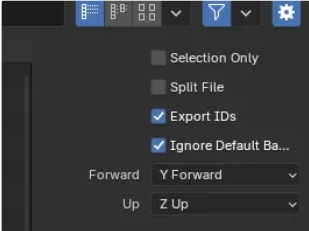 Selection Only
Split File
Export IDs
Ignore Default Ba...
Forward Y Forward
Up Z Up